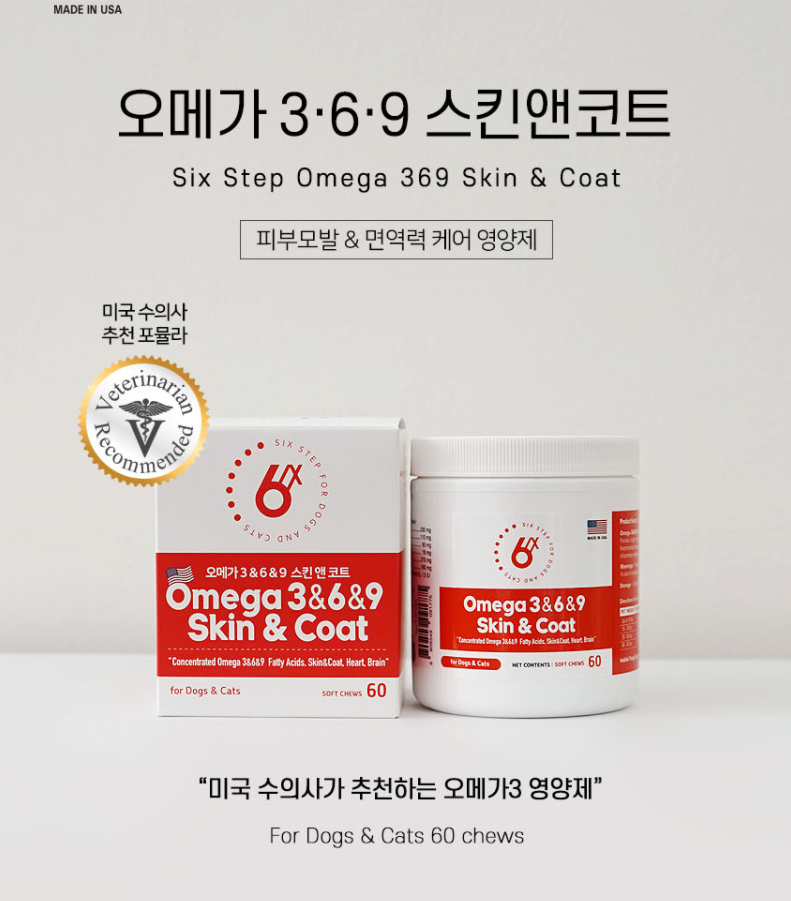 MADE IN USA
오메가 3·6·9 스킨앤코트
Six Step Omega 369 Skin & Coat
피부모발 & 면역력 케어 영양제
미국 수의사
추천 포뮬라
Veterinarian
Recommended
V
SIX STEP FOR DOGS AND CATS
6IX
오메가 3 & 6 & 9 스킨 앤 코트
Omega 3&6&9
Skin & Coat
"Concentrated Omega 3&6&9 Fatty Acids, Skin&Coat, Heart, Brain"
for Dogs & Cats
SOFT CHEWS 60
SIX STEP FOR DOGS AND CATS
6IX
MADE IN USA
Omega 3&6&9
Skin & Coat
"Concentrated Omega 3&6&9 Fatty Acids, Skin&Coat, Heart, Brain"
for Dogs & Cats
NET CONTENTS : SOFT CHEWS 60
“미국 수의사가 추천하는 오메가3 영양제”
For Dogs & Cats 60 chews